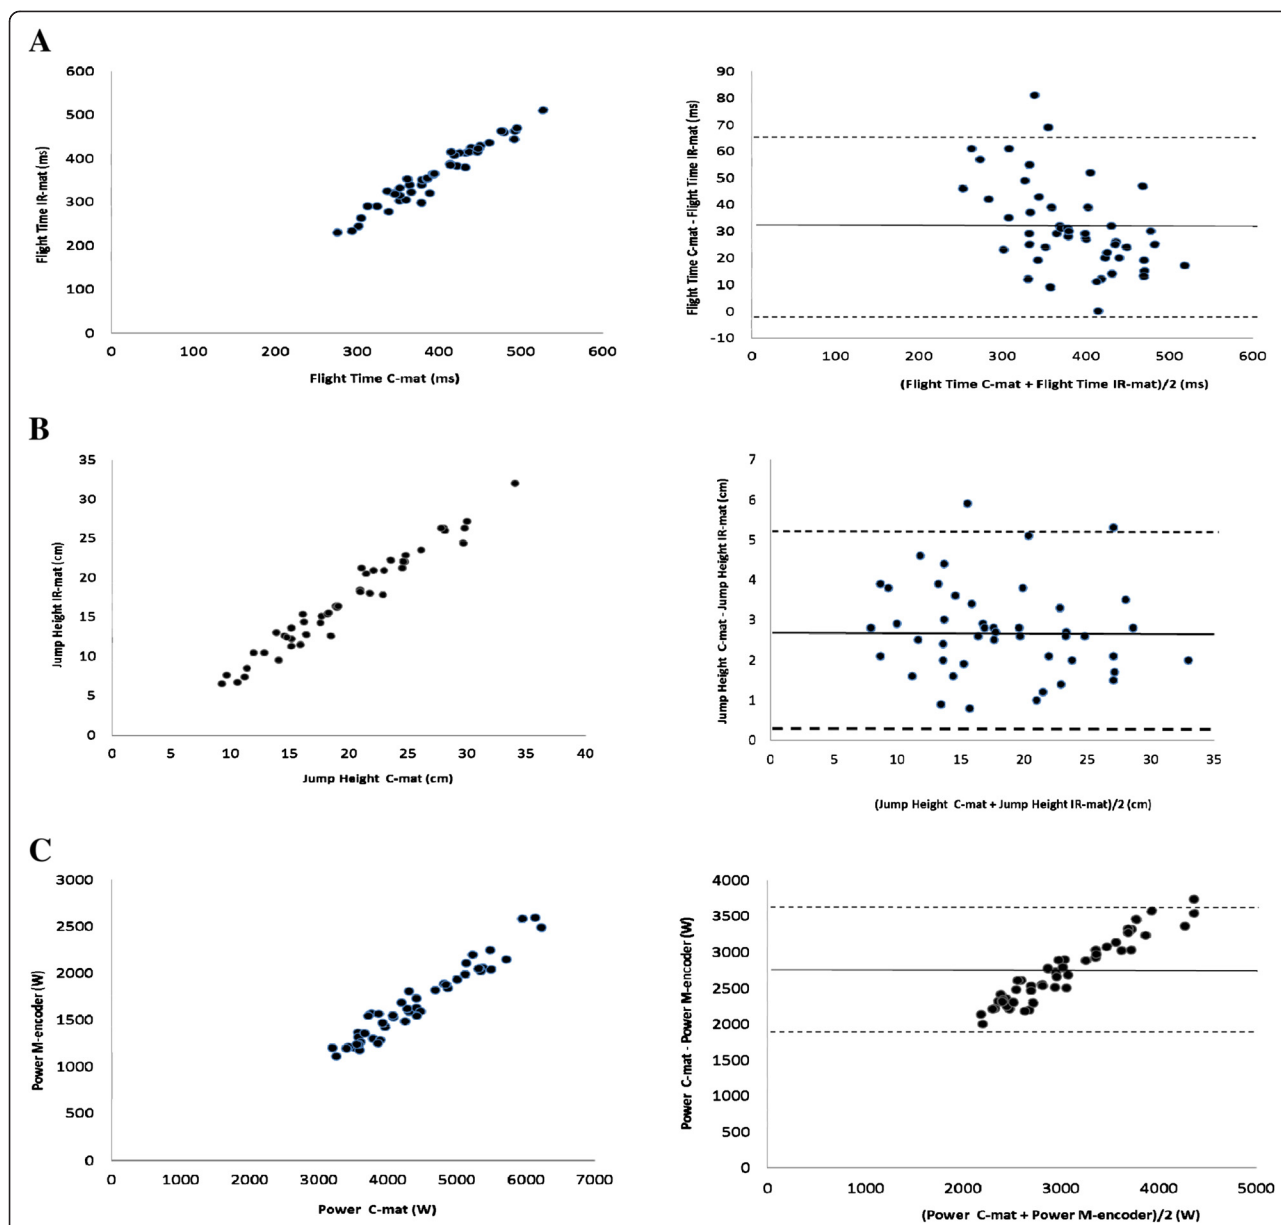 A
600
500
400
300
200
100
0
0 100 200 300 400 500 600
Flight Time IR-mat (ms)
Flight Time C-mat (ms)
90
80
70
60
50
40
30
20
10
0
-10
0 100 200 300 400 500 600
Flight Time C-mat - Flight Time IR-mat (ms)
(Flight Time C-mat + Flight Time IR-mat)/2 (ms)
B
35
30
25
20
15
10
5
0
0 5 10 15 20 25 30 35 40
Jump Height IR-mat (cm)
Jump Height C-mat (cm)
7
6
5
4
3
2
1
0
0 5 10 15 20 25 30 35
Jump Height C-mat - Jump Height IR-mat (cm)
(Jump Height C-mat + Jump Height IR-mat)/2 (cm)
C
3000
2500
2000
1500
1000
500
0
0 1000 2000 3000 4000 5000 6000 7000
Power M-encoder (W)
Power C-mat (W)
4000
3500
3000
2500
2000
1500
1000
500
0
0 1000 2000 3000 4000 5000
Power C-mat - Power M-encoder (W)
(Power C-mat + Power M-encoder)/2 (W)